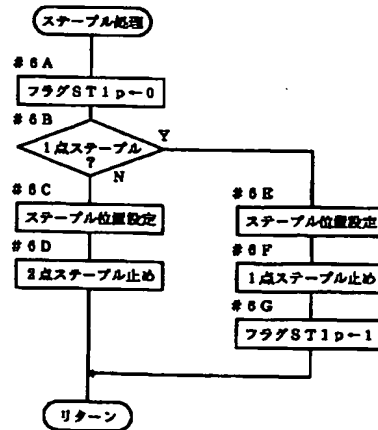 ステープル処理
#6A
フラグST1p←0
#6B
1点ステープル
?
Y
N
#6C
ステープル位置設定
#6D
2点ステープル止め
#6E
ステープル位置設定
#6F
1点ステープル止め
#6G
フラグST1p←1
リターン